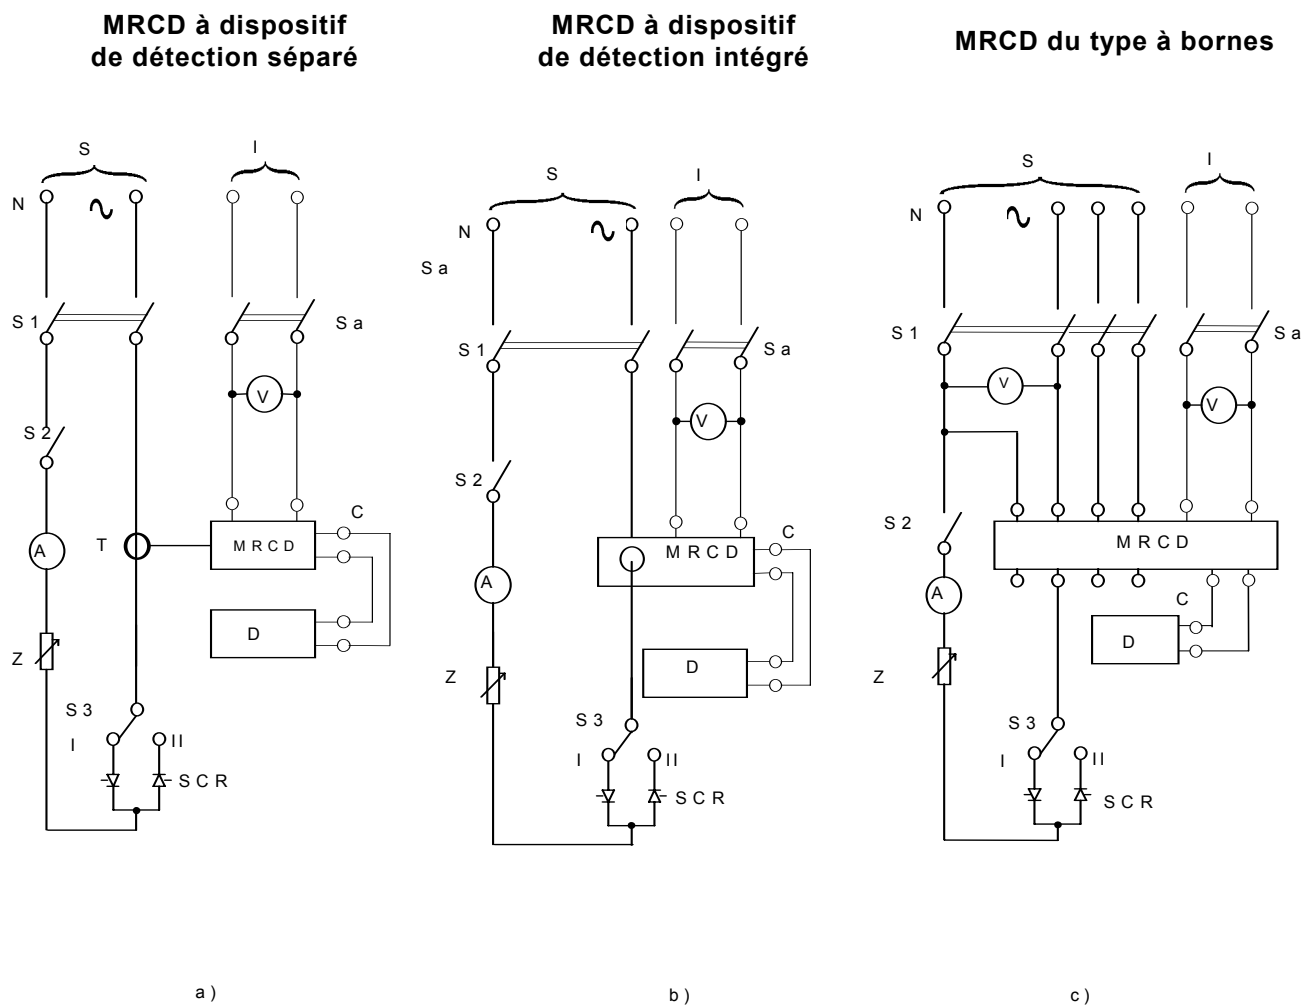 MRCD à dispositif
de détection séparé
MRCD à dispositif
de détection intégré
MRCD du type à bornes
S
I
N
S 1
S a
V
S 2
C
A
T
M R C D
D
Z
S 3
I
II
S C R
a )
S
I
N
S a
S 1
S a
V
S 2
C
M R C D
A
D
Z
S 3
I
II
S C R
b )
S
I
N
S 1
S a
V
V
S 2
M R C D
A
C
D
Z
S 3
I
II
S C R
c )